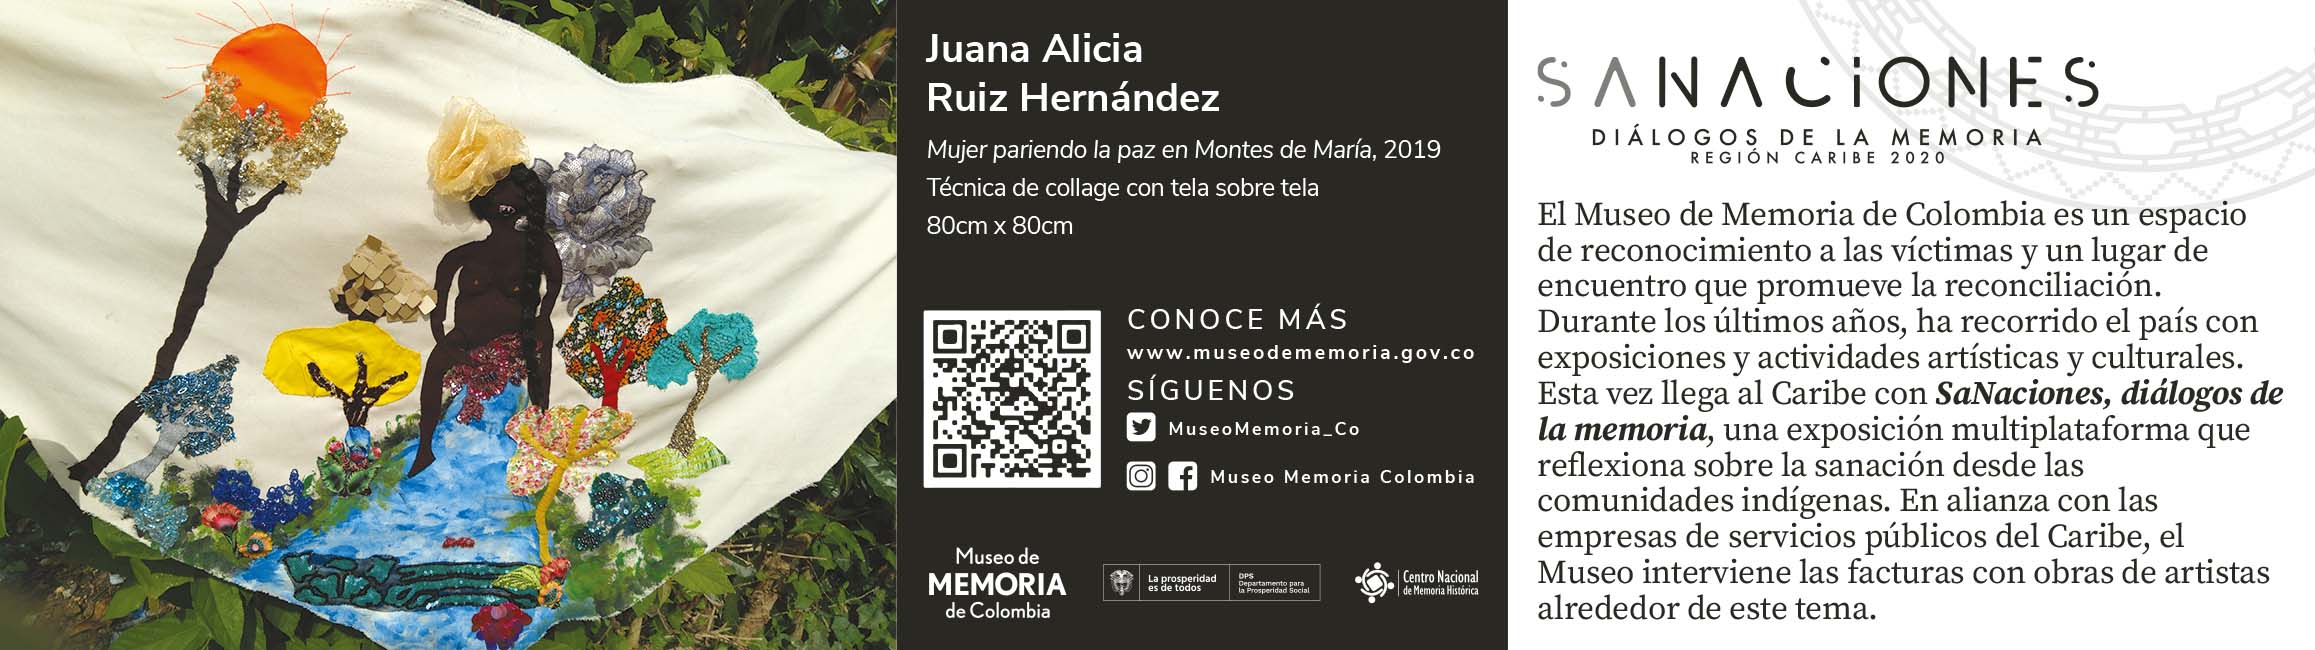 Juana Alicia
Ruiz Hernández
Mujer pariendo la paz en Montes de María, 2019
Técnica de collage con tela sobre tela
80cm x 80cm
CONOCE MÁS
www.museodememoria.gov.co
SÍGUENOS
MuseoMemoria_Co
Museo Memoria Colombia
Museo de
MEMORIA
de Colombia
La prosperidad
es de todos
DPS
Departamento para
la Prosperidad Social
Centro Nacional
de Memoria Histórica
SANACiONES
DIÁLOGOS DE LA MEMORIA
REGIÓN CARIBE 2020
El Museo de Memoria de Colombia es un espacio
de reconocimiento a las víctimas y un lugar de
encuentro que promueve la reconciliación.
Durante los últimos años, ha recorrido el país con
exposiciones y actividades artísticas y culturales.
Esta vez llega al Caribe con SaNaciones, diálogos de
la memoria, una exposición multiplataforma que
reflexiona sobre la sanación desde las
comunidades indígenas. En alianza con las
empresas de servicios públicos del Caribe, el
Museo interviene las facturas con obras de artistas
alrededor de este tema.